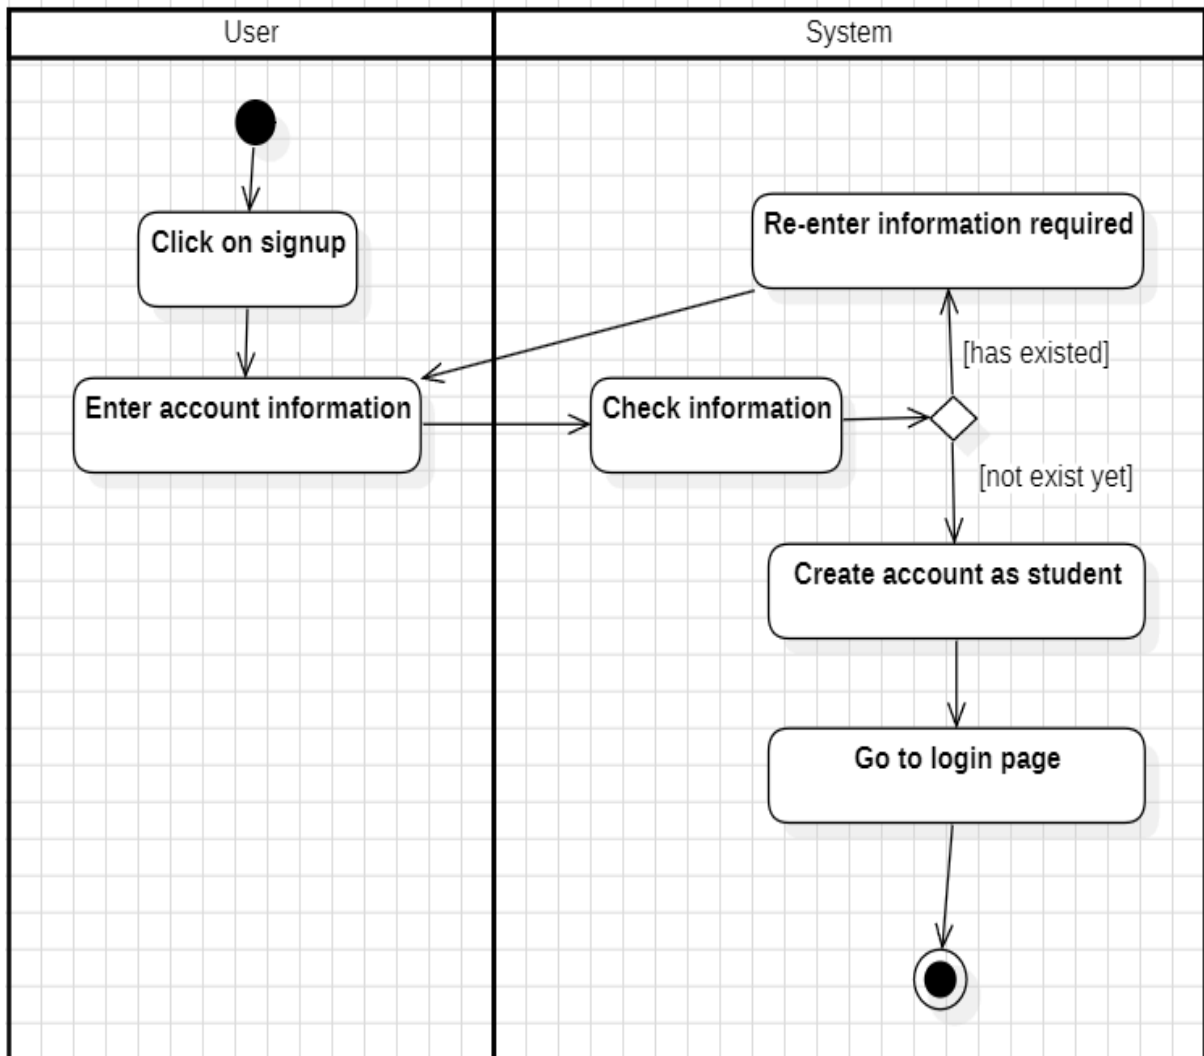 User
System
Click on signup
Re-enter information required
[has existed]
Enter account information
Check information
[not exist yet]
Create account as student
Go to login page